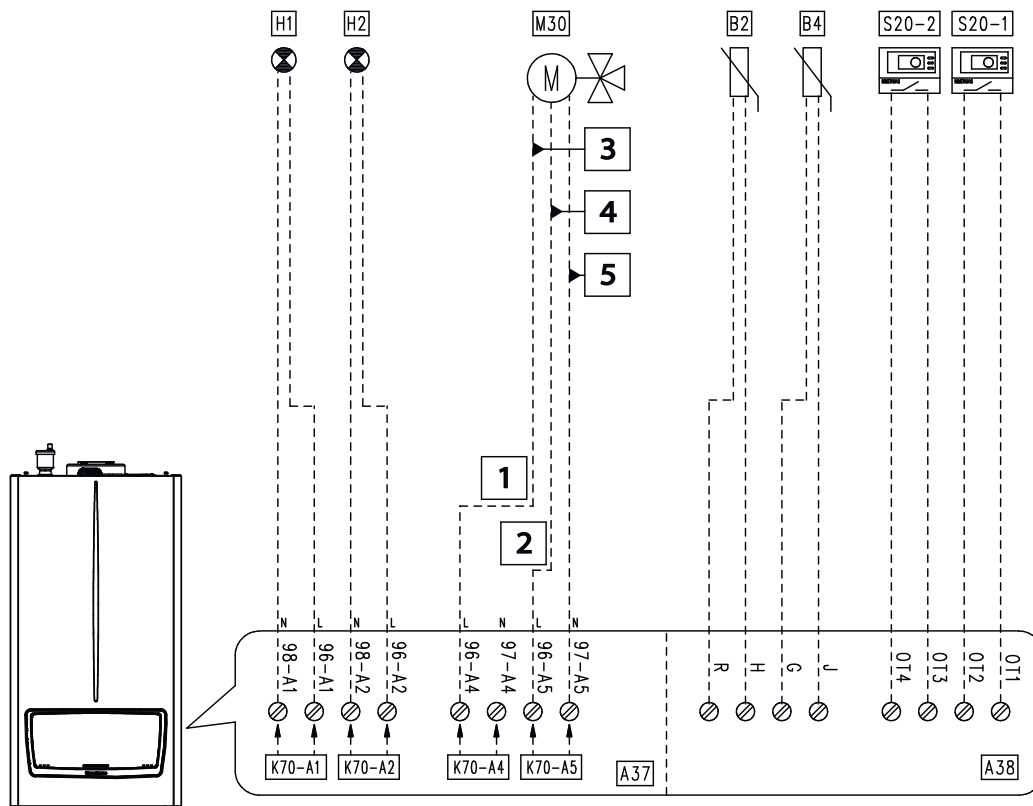 H1 H2 M30 B2 B4 S20-2 S20-1
M
3
4
5
1
2
N L N L L N L N
98-A1 96-A1 98-A2 96-A2 96-A4 97-A4 96-A5 97-A5 R H G J OT4 OT3 OT2 OT1
K70-A1 K70-A2 K70-A4 K70-A5 A37 A38